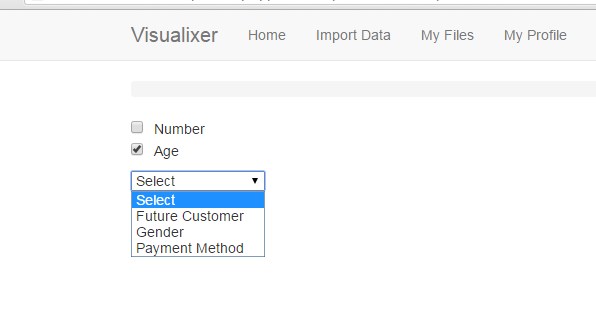 Visualixer Home Import Data My Files My Profile
Number
Age
Select
Select
Future Customer
Gender
Payment Method